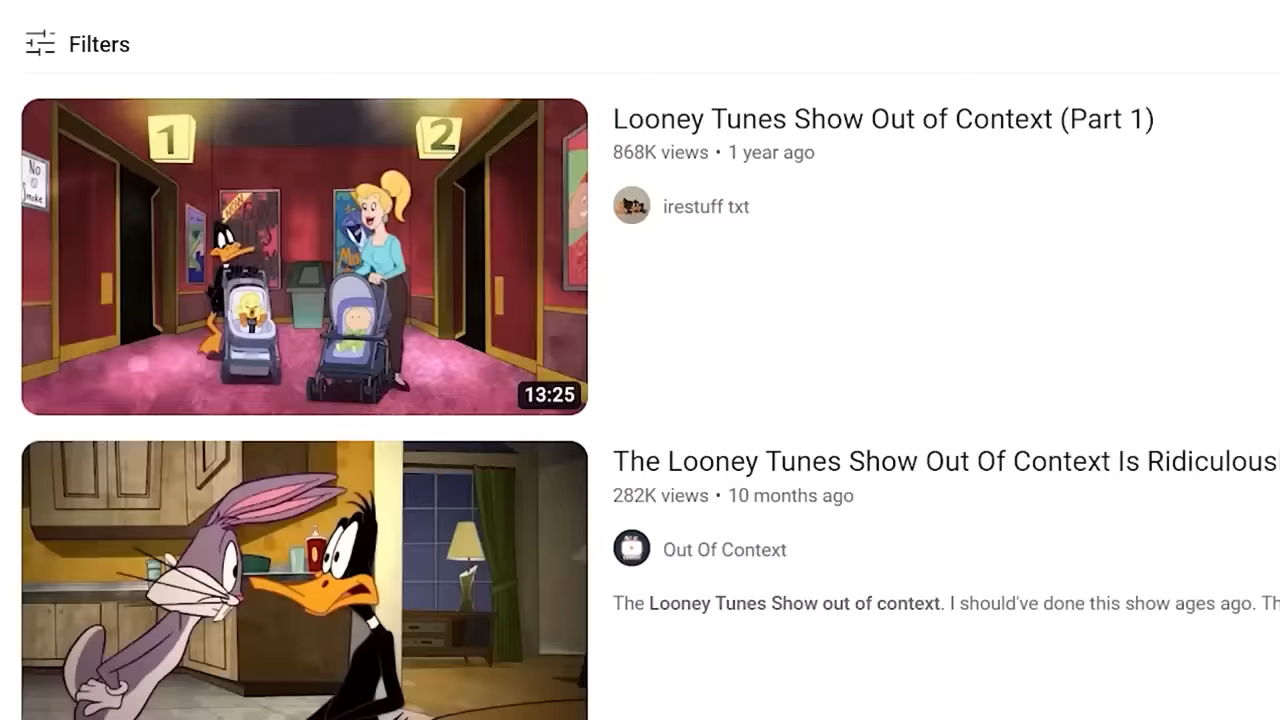 Filters
1
2
No
Smoke
NOW
13:25
Looney Tunes Show Out of Context (Part 1)
868K views • 1 year ago
irestuff txt
The Looney Tunes Show Out Of Context Is Ridiculous!
282K views • 10 months ago
Out Of Context
The Looney Tunes Show out of context. I should've done this show ages ago. Th